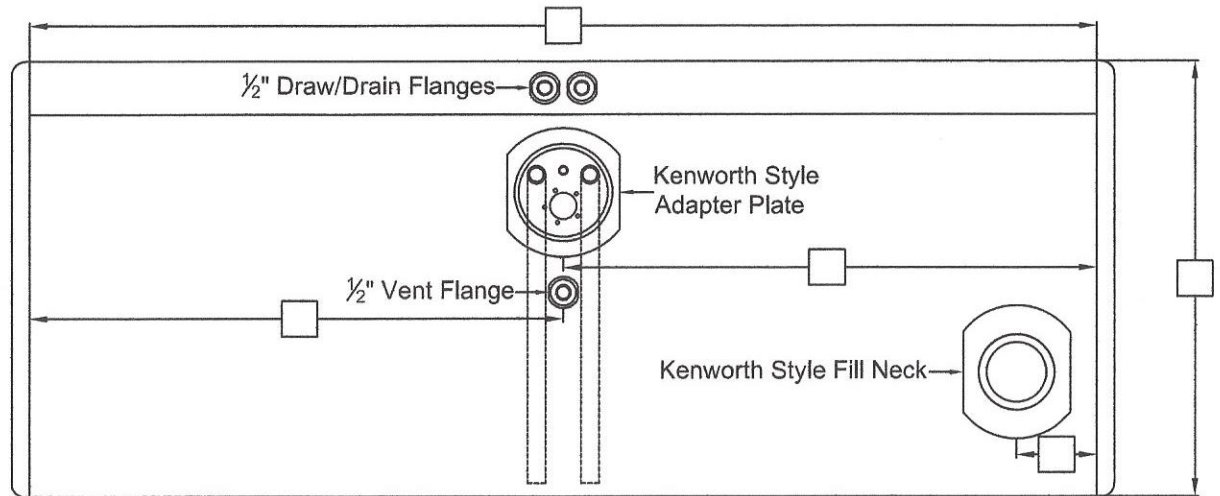 ½" Draw/Drain Flanges
Kenworth Style
Adapter Plate
½" Vent Flange
Kenworth Style Fill Neck